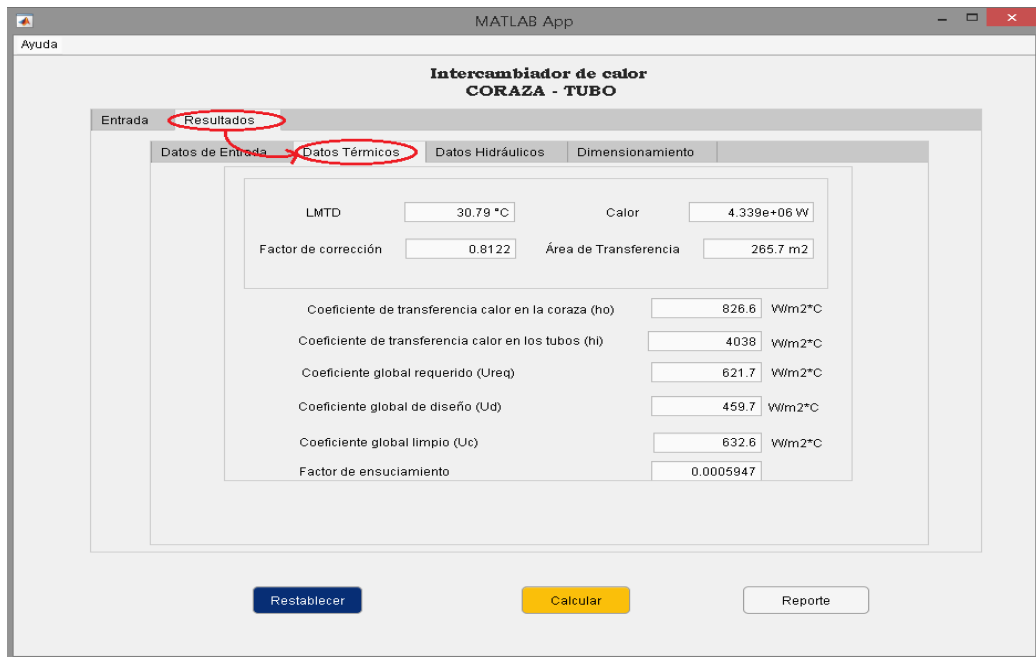 MATLAB App
Ayuda
Intercambiador de calor
CORAZA - TUBO
Entrada Resultados
Datos de Entrada Datos Térmicos Datos Hidráulicos Dimensionamiento
LMTD 30.79 °C Calor 4.339e+06 W
Factor de corrección 0.8122 Área de Transferencia 265.7 m2
Coeficiente de transferencia calor en la coraza (ho) 826.6 W/m2*C
Coeficiente de transferencia calor en los tubos (hi) 4038 W/m2*C
Coeficiente global requerido (Ureq) 621.7 W/m2*C
Coeficiente global de diseño (Ud) 459.7 W/m2*C
Coeficiente global limpio (Uc) 632.6 W/m2*C
Factor de ensuciamiento 0.0005947
Restablecer Calcular Reporte